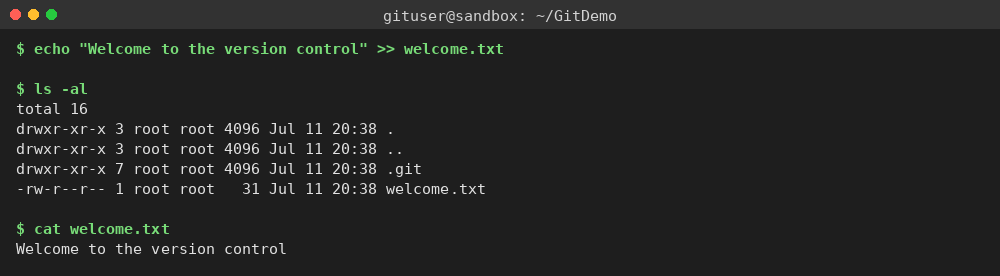 gituser@sandbox: ~/GitDemo
$ echo "Welcome to the version control" >> welcome.txt
$ ls -al
total 16
drwxr-xr-x 3 root root 4096 Jul 11 20:38 .
drwxr-xr-x 3 root root 4096 Jul 11 20:38 ..
drwxr-xr-x 7 root root 4096 Jul 11 20:38 .git
-rw-r--r-- 1 root root   31 Jul 11 20:38 welcome.txt
$ cat welcome.txt
Welcome to the version control